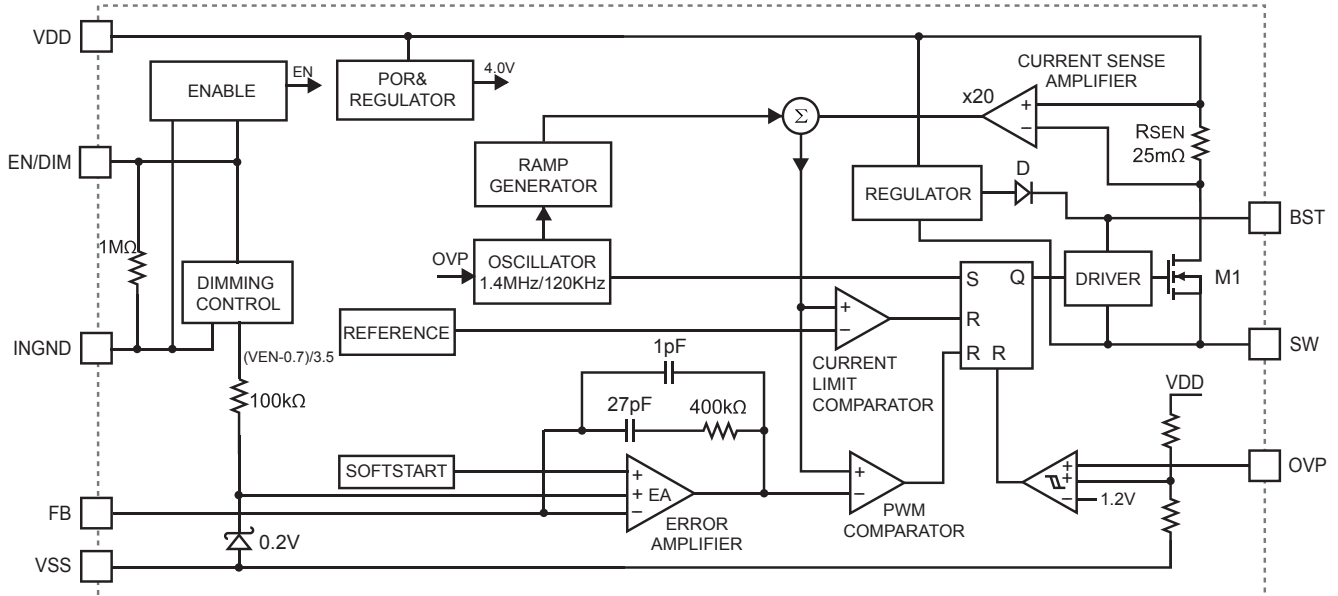 VDD
ENABLE
EN
POR&
REGULATOR
4.0V
CURRENT SENSE
AMPLIFIER
x20
+
−
Σ
RSEN
25mΩ
EN/DIM
RAMP
GENERATOR
REGULATOR
D
BST
1MΩ
DIMMING
CONTROL
OVP
OSCILLATOR
1.4MHz/120KHz
S
Q
R
R R
DRIVER
M1
INGND
(VEN-0.7)/3.5
REFERENCE
+
−
CURRENT
LIMIT
COMPARATOR
SW
100kΩ
1pF
27pF
400kΩ
VDD
SOFTSTART
+
+ EA
−
ERROR
AMPLIFIER
+
−
PWM
COMPARATOR
+
+
−
1.2V
OVP
FB
0.2V
VSS